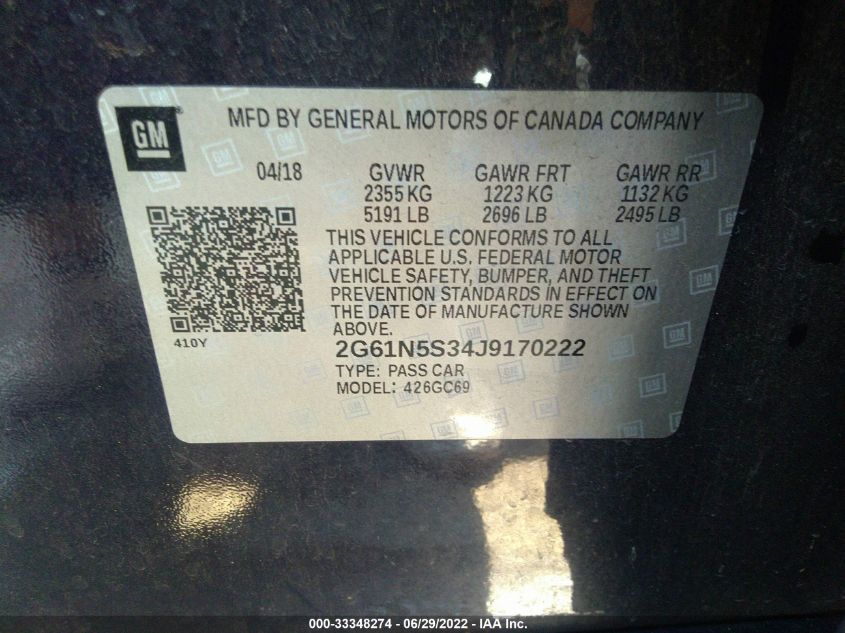 GM
MFD BY GENERAL MOTORS OF CANADA COMPANY
04/18 GVWR GAWR FRT GAWR RR
2355 KG 1223 KG 1132 KG
5191 LB 2696 LB 2495 LB
THIS VEHICLE CONFORMS TO ALL
APPLICABLE U.S. FEDERAL MOTOR
VEHICLE SAFETY, BUMPER, AND THEFT
PREVENTION STANDARDS IN EFFECT ON
THE DATE OF MANUFACTURE SHOWN
ABOVE.
410Y
2G61N5S34J9170222
TYPE: PASS CAR
MODEL: 426GC69
000-33348274 - 06/29/2022 - IAA Inc.